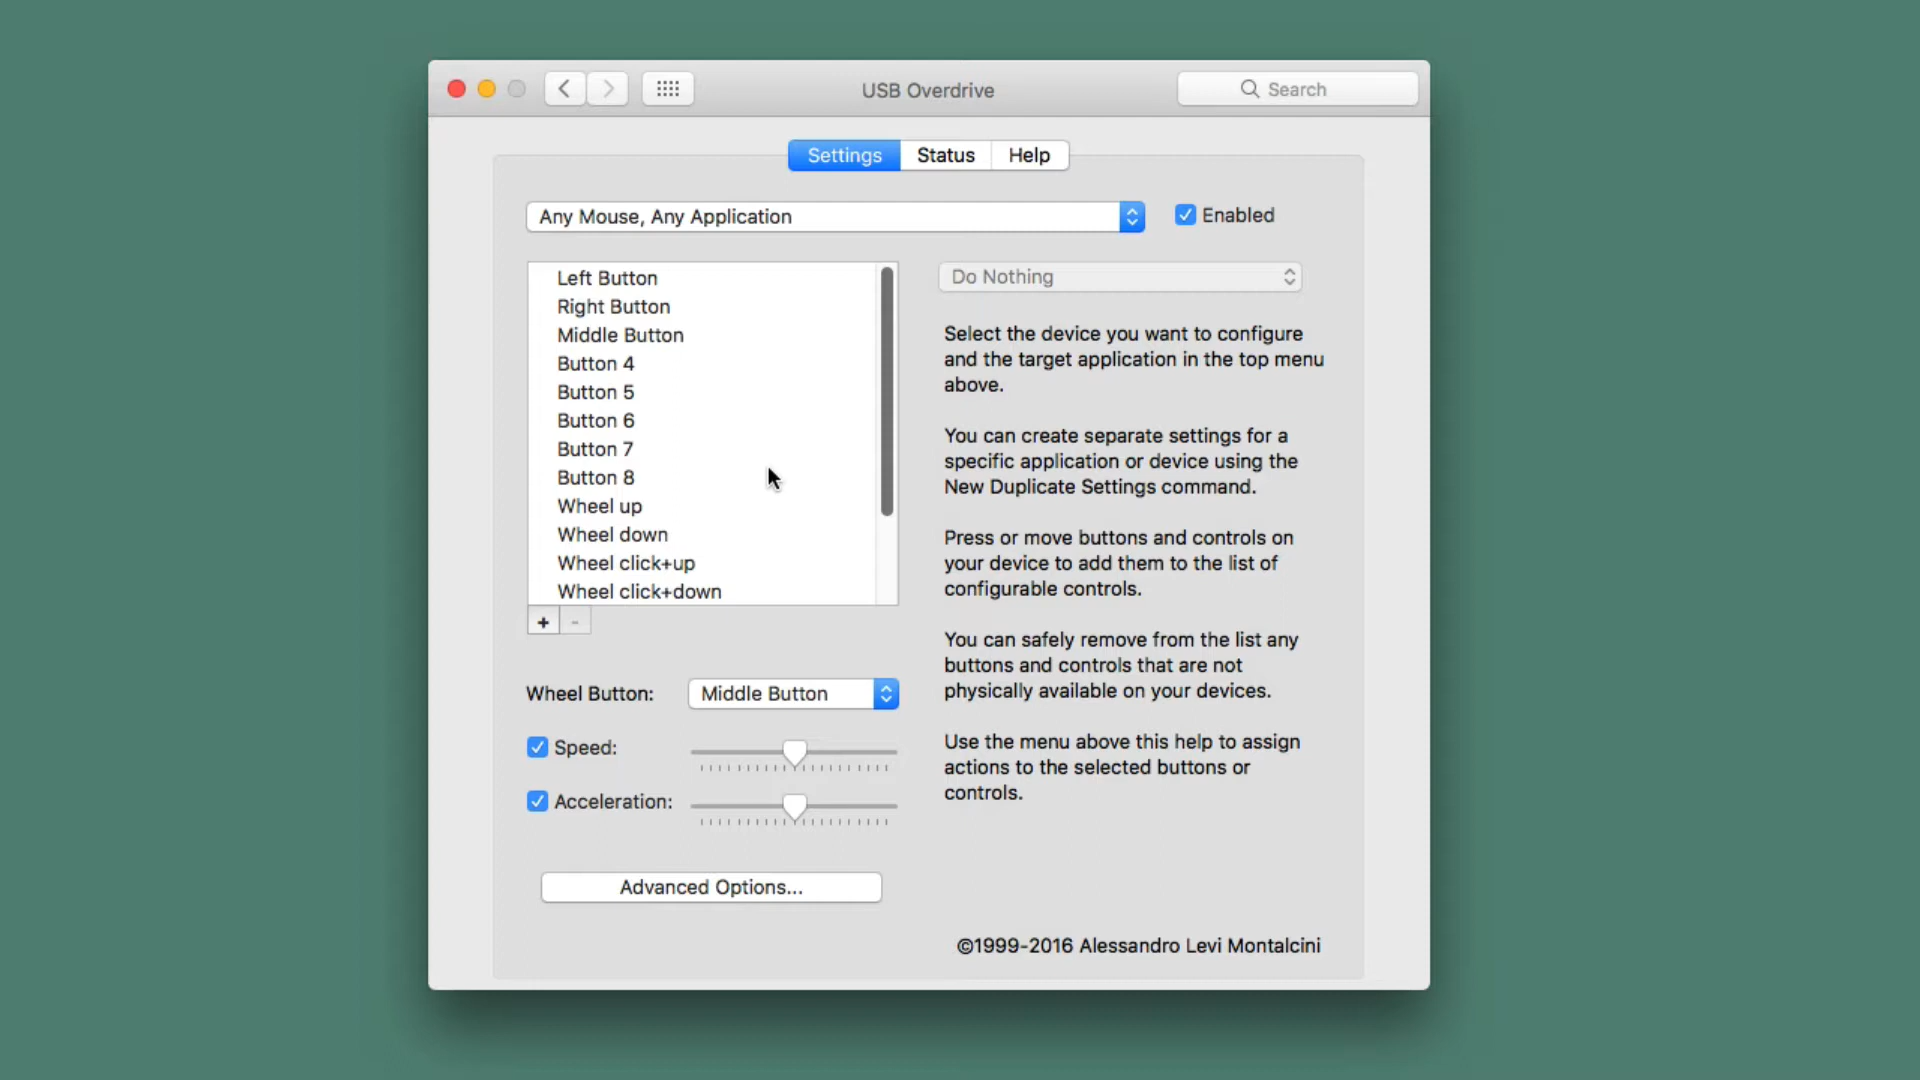 USB Overdrive
Search
Settings
Status
Help
Any Mouse, Any Application
Enabled
Left Button
Right Button
Middle Button
Button 4
Button 5
Button 6
Button 7
Button 8
Wheel up
Wheel down
Wheel click+up
Wheel click+down
+
-
Do Nothing
Select the device you want to configure
and the target application in the top menu
above.
You can create separate settings for a
specific application or device using the
New Duplicate Settings command.
Press or move buttons and controls on
your device to add them to the list of
configurable controls.
You can safely remove from the list any
buttons and controls that are not
physically available on your devices.
Use the menu above this help to assign
actions to the selected buttons or
controls.
Wheel Button:
Middle Button
Speed:
Acceleration:
Advanced Options...
©1999-2016 Alessandro Levi Montalcini